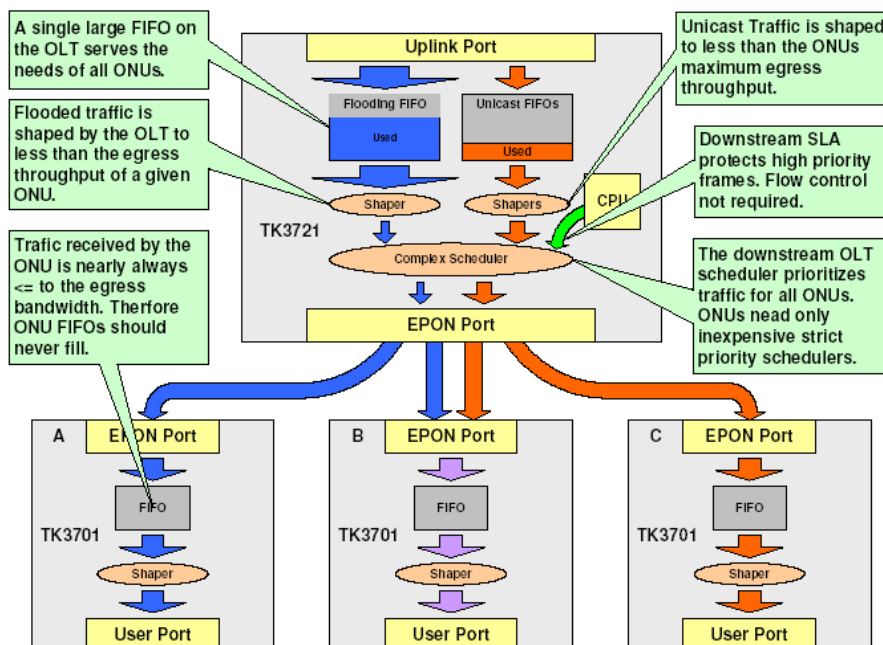 A single large FIFO on
the OLT serves the
needs of all ONUs.
Flooded traffic is
shaped by the OLT to
less than the egress
throughput of a given
ONU.
Trafic received by the
ONU is nearly always
<= to the egress
bandwidth. Therfore
ONU FIFOs should
never fill.
Uplink Port
Flooding FIFO
Used
Unicast FIFOs
Used
Shaper
Shapers
CPU
TK3721
Complex Scheduler
EPON Port
Unicast Traffic is shaped
to less than the ONUs
maximum egress
throughput.
Downstream SLA
protects high priority
frames. Flow control
not required.
The downstream OLT
scheduler prioritizes
traffic for all ONUs.
ONUs nead only
inexpensive strict
priority schedulers.
A
EPON Port
FIFO
TK3701
Shaper
User Port
B
EPON Port
FIFO
TK3701
Shaper
User Port
C
EPON Port
FIFO
TK3701
Shaper
User Port